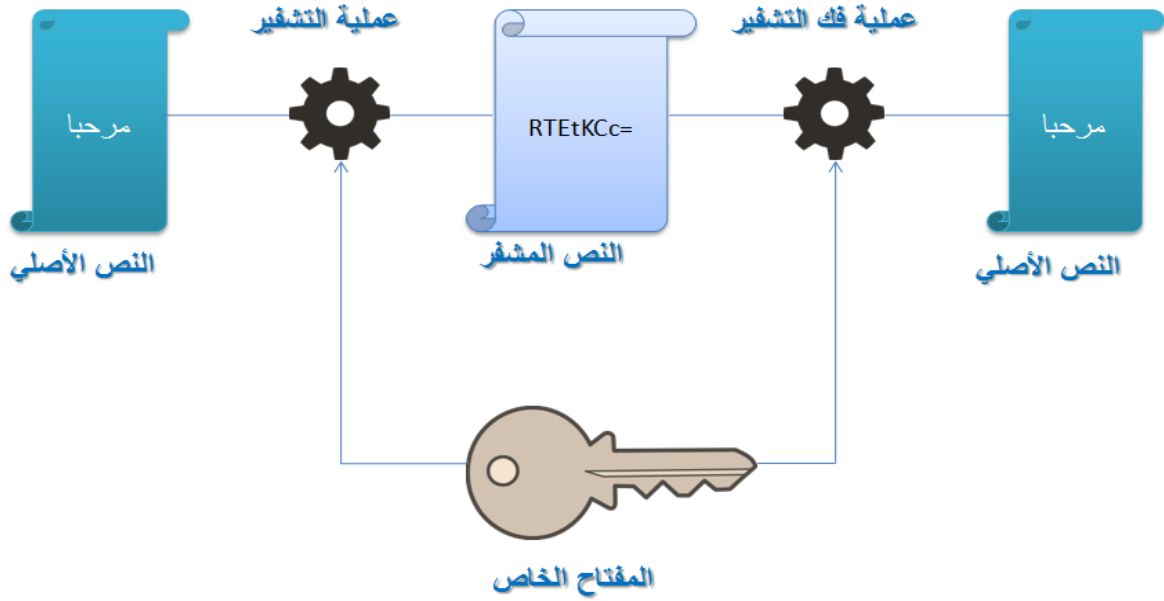 عملية التشفير
عملية فك التشفير
مرحبا
RTEtKCc=
مرحبا
النص الأصلي
النص المشفر
النص الأصلي
المفتاح الخاص